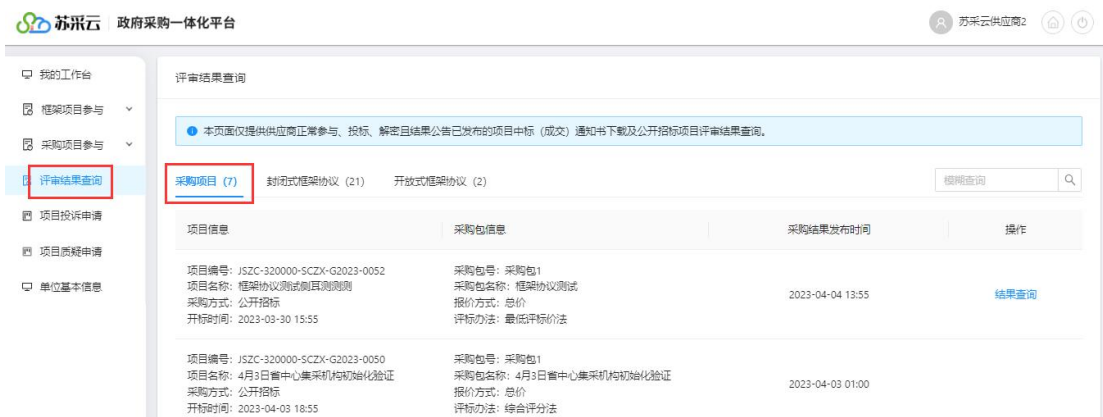 苏采云 政府采购一体化平台
苏采云供应商2
我的工作台
框架项目参与
采购项目参与
评审结果查询
项目投诉申请
项目质疑申请
单位基本信息
评审结果查询
本页面仅提供供应商正常参与、投标、解密且结果公告已发布的项目中标（成交）通知书下载及公开招标项目评审结果查询。
采购项目（7） 封闭式框架协议（21） 开放式框架协议（2）
模糊查询
项目信息 采购包信息 采购结果发布时间 操作
项目编号：JSZC-320000-SCZX-G2023-0052
项目名称：框架协议测试侧耳测测测
采购方式：公开招标
开标时间：2023-03-30 15:55
采购包号：采购包1
采购包名称：框架协议测试
报价方式：总价
评标办法：最低评标价法
2023-04-04 13:55
结果查询
项目编号：JSZC-320000-SCZX-G2023-0050
项目名称：4月3日省中心集采机构初始化验证
采购方式：公开招标
开标时间：2023-04-03 18:55
采购包号：采购包1
采购包名称：4月3日省中心集采机构初始化验证
报价方式：总价
评标办法：综合评分法
2023-04-03 01:00